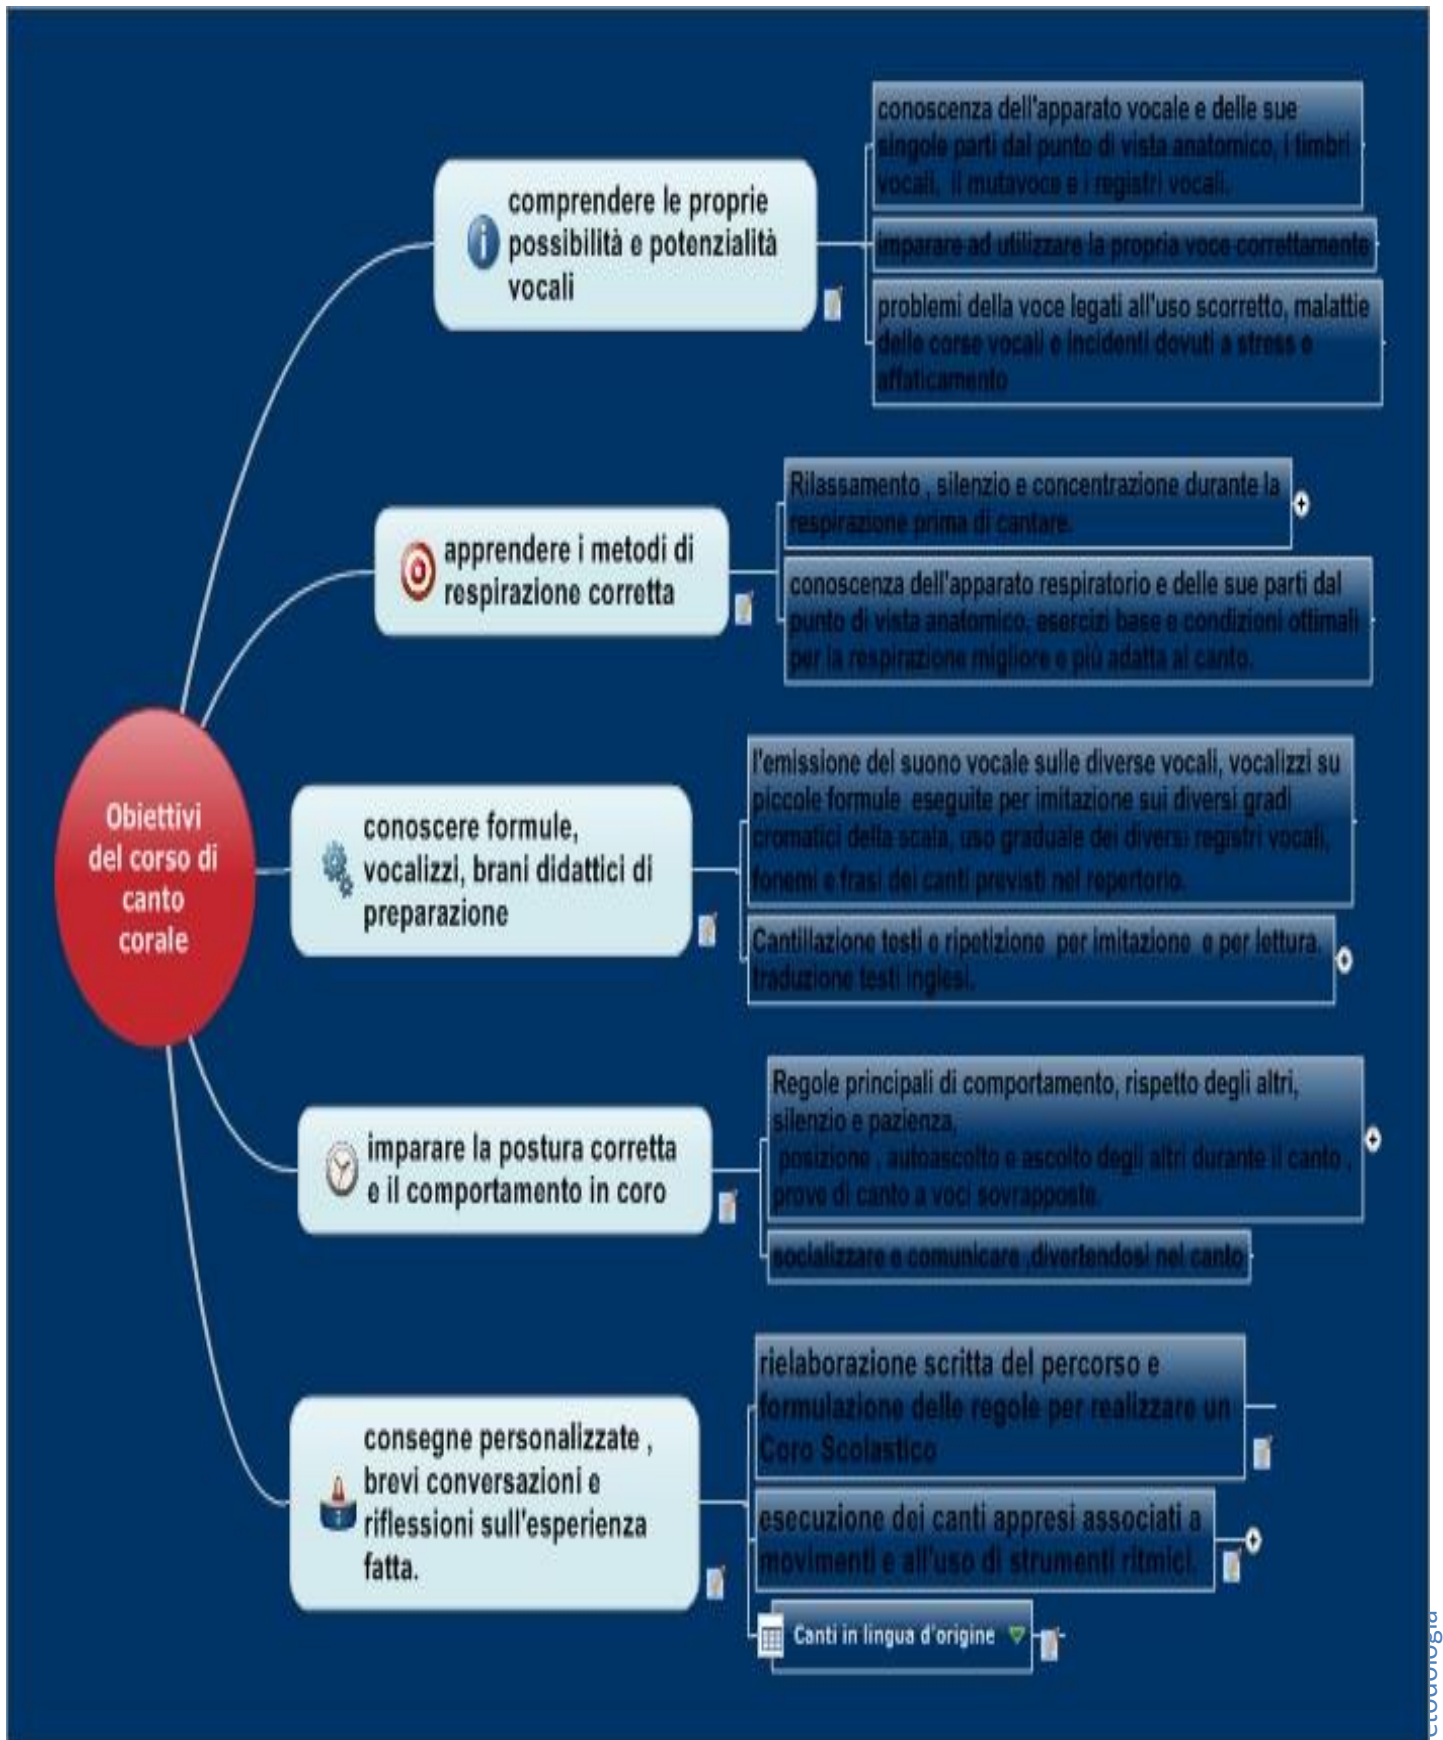 Obiettivi
del corso di
canto
corale
comprendere le proprie
possibilità e potenzialità
vocali
conoscenza dell'apparato vocale e delle sue
singole parti dal punto di vista anatomico, i timbri
vocali, il mutavoce e i registri vocali.
imparare ad utilizzare la propria voce correttamente
problemi della voce legati all'uso scorretto, malattie
delle corse vocali e incidenti dovuti a stress e
affaticamento
apprendere i metodi di
respirazione corretta
Rilassamento , silenzio e concentrazione durante la
respirazione prima di cantare.
conoscenza dell'apparato respiratorio e delle sue parti dal
punto di vista anatomico, esercizi base e condizioni ottimali
per la respirazione migliore e più adatta al canto.
conoscere formule,
vocalizzi, brani didattici di
preparazione
l'emissione del suono vocale sulle diverse vocali, vocalizzi su
piccole formule eseguite per imitazione sui diversi gradi
cromatici della scala, uso graduale dei diversi registri vocali,
fonemi e frasi dei canti previsti nel repertorio.
Cantillazione testi e ripetizione per imitazione e per lettura.
traduzione testi inglesi.
imparare la postura corretta
e il comportamento in coro
Regole principali di comportamento, rispetto degli altri,
silenzio e pazienza,
posizione , autoascolto e ascolto degli altri durante il canto ,
prove di canto a voci sovrapposte.
socializzare e comunicare ,divertendosi nel canto
consegne personalizzate ,
brevi conversazioni e
riflessioni sull'esperienza
fatta.
rielaborazione scritta del percorso e
formulazione delle regole per realizzare un
Coro Scolastico
esecuzione dei canti appresi associati a
movimenti e all'uso di strumenti ritmici.
Canti in lingua d'origine